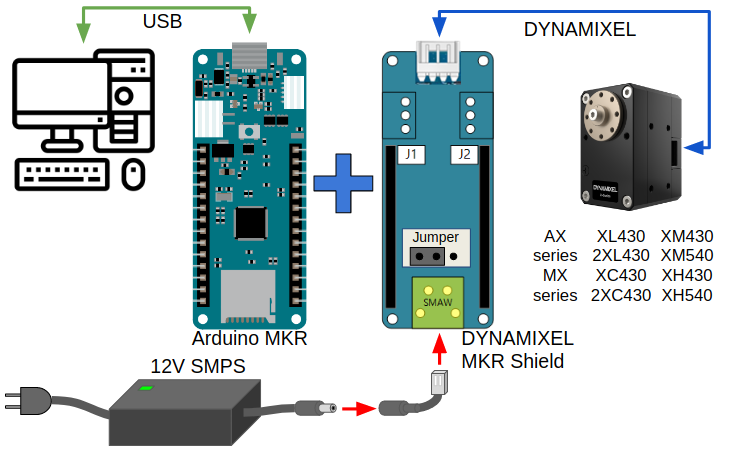 USB
DYNAMIXEL
J1
J2
DYNAMIXEL
Jumper
AX XL430 XM430
series 2XL430 XM540
MX XC430 XH430
series 2XC430 XH540
SMAW
Arduino MKR
DYNAMIXEL
MKR Shield
12V SMPS